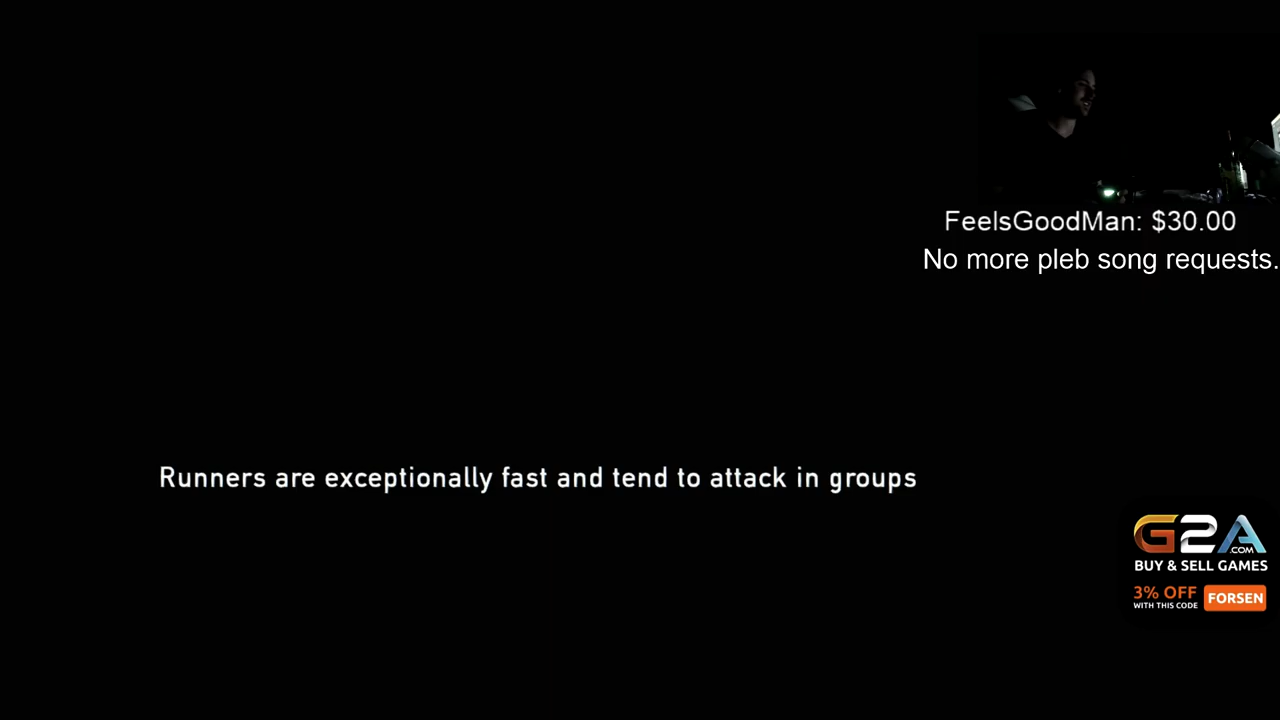 FeelsGoodMan: $30.00
No more pleb song requests.
Runners are exceptionally fast and tend to attack in groups
G2A
.COM
BUY & SELL GAMES
3% OFF
WITH THIS CODE
FORSEN